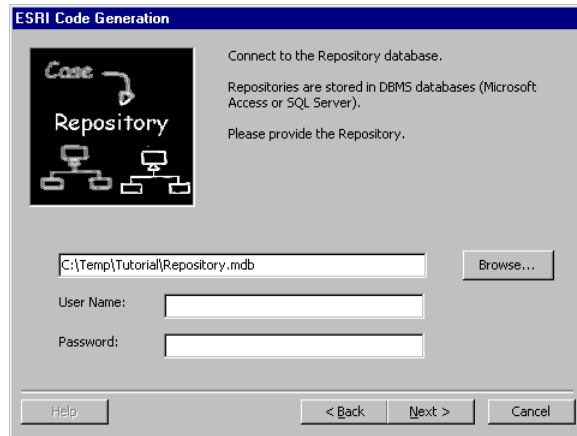 ESRI Code Generation
Case
Repository
Connect to the Repository database.
Repositories are stored in DBMS databases (Microsoft
Access or SQL Server).
Please provide the Repository.
C:\Temp\Tutorial\Repository.mdb
Browse...
User Name:
Password:
Help
< Back
Next >
Cancel